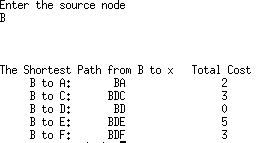 Enter the source node
B
The Shortest Path from B to x Total Cost
B to A: BA 2
B to C: BDC 3
B to D: BD 0
B to E: BDE 5
B to F: BDF 3